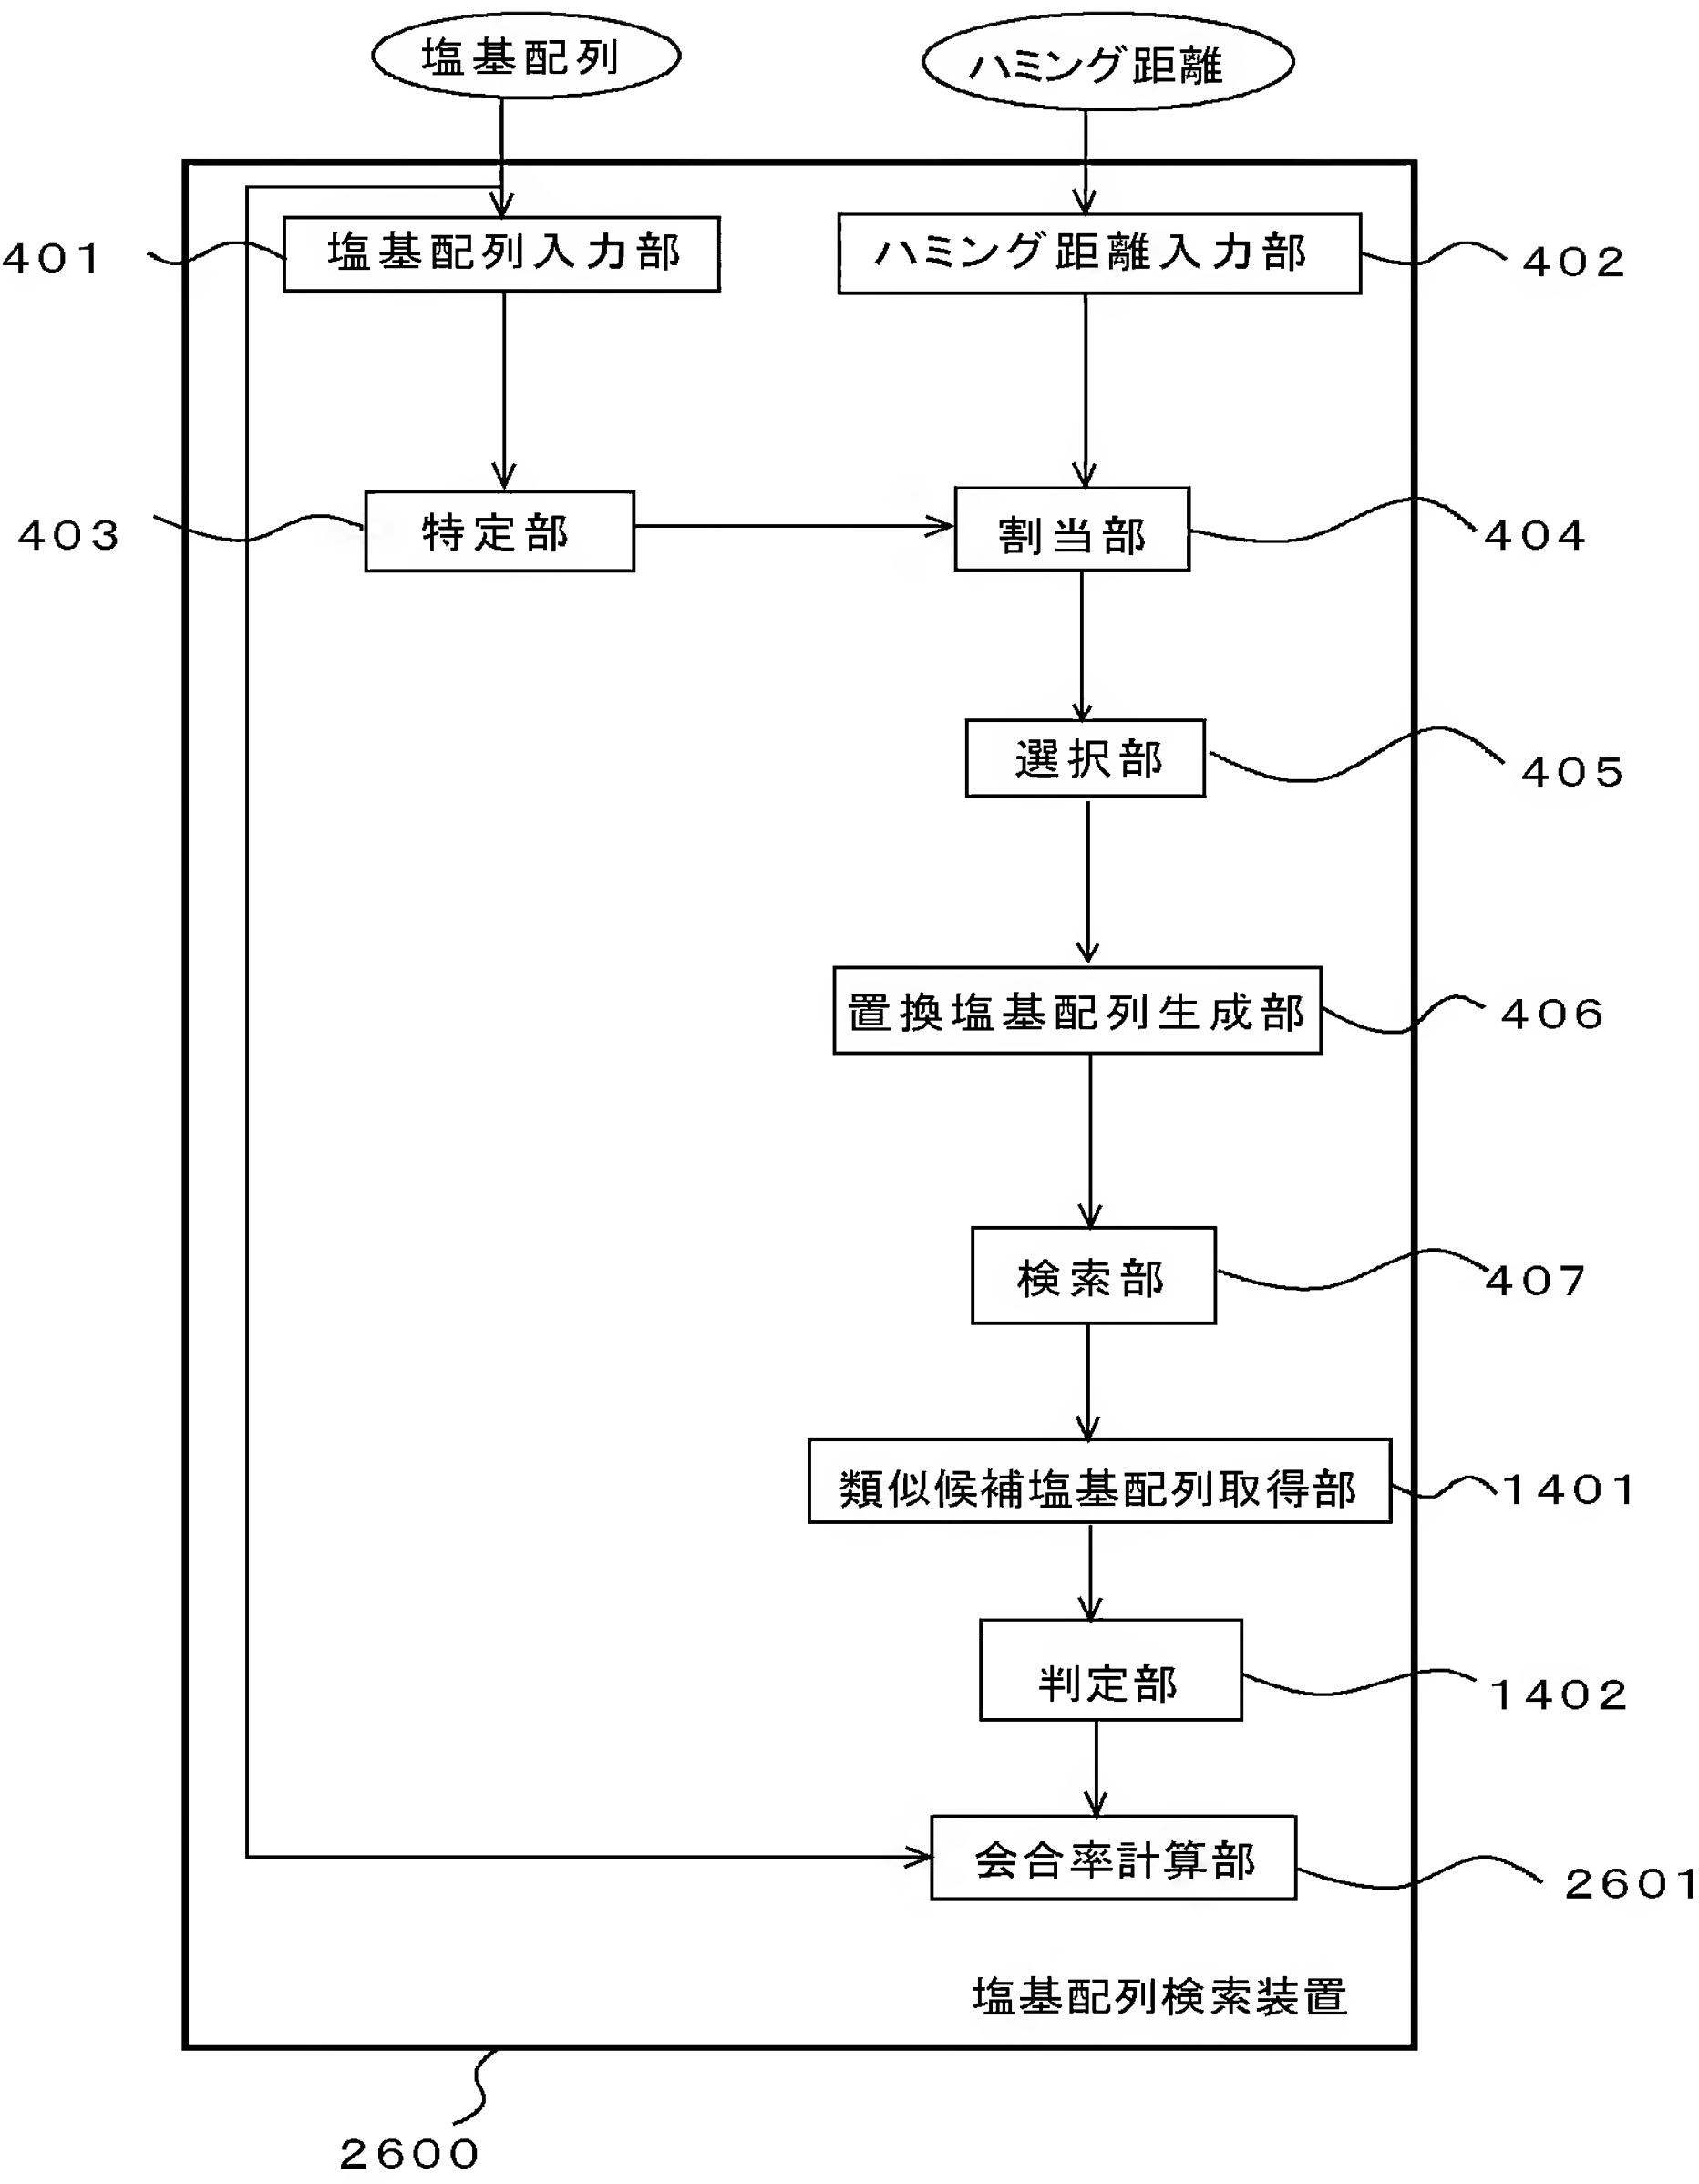 塩基配列
ハミング距離
401
塩基配列入力部
ハミング距離入力部
402
403
特定部
割当部
404
選択部
405
置換塩基配列生成部
406
検索部
407
類似候補塩基配列取得部
1401
判定部
1402
会合率計算部
2601
塩基配列検索装置
2600